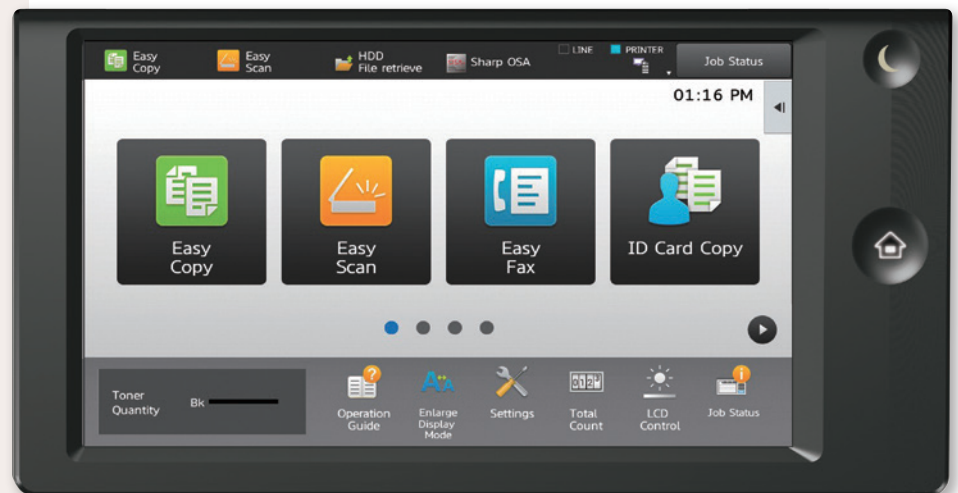 Easy
Copy
Easy
Scan
HDD
File retrieve
Sharp OSA
LINE
PRINTER
Job Status
01:16 PM
Easy
Copy
Easy
Scan
Easy
Fax
ID Card Copy
Toner
Quantity
Bk
Operation
Guide
Enlarge
Display
Mode
Settings
Total
Count
LCD
Control
Job Status